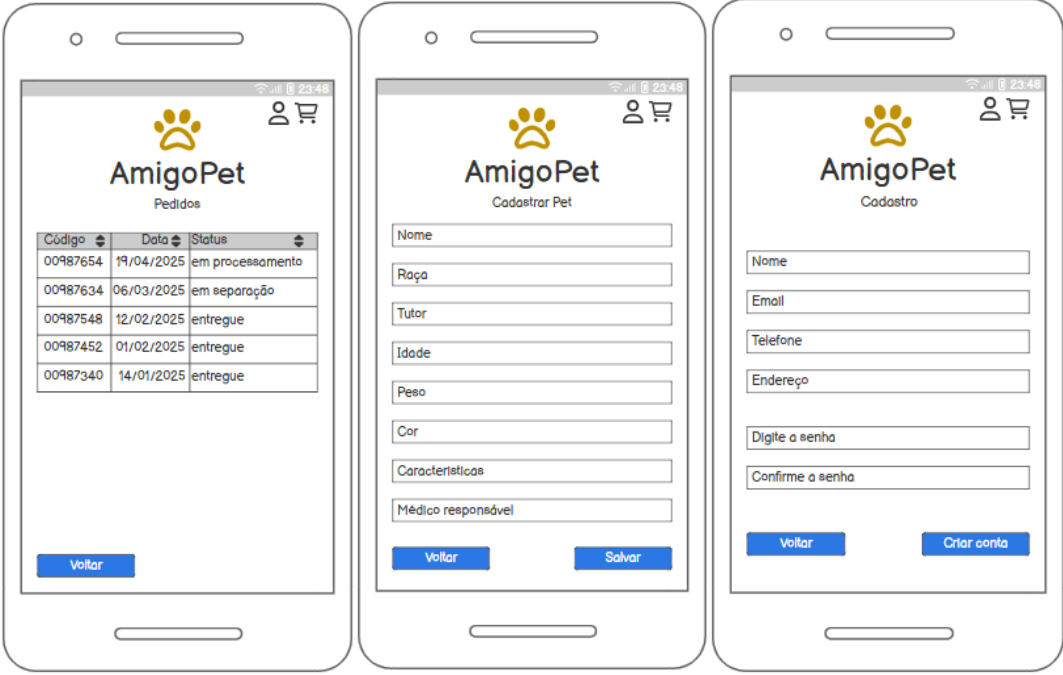 23:48
AmigoPet
Pedidos
Código Data Status
00987654 19/04/2025 em processamento
00987634 06/03/2025 em separação
00987548 12/02/2025 entregue
00987452 01/02/2025 entregue
00987340 14/01/2025 entregue
Voltar
23:48
AmigoPet
Cadastrar Pet
Nome
Raça
Tutor
Idade
Peso
Cor
Caracteristicas
Médico responsável
Voltar Salvar
23:48
AmigoPet
Cadastro
Nome
Email
Telefone
Endereço
Digite a senha
Confirme a senha
Voltar Criar conta